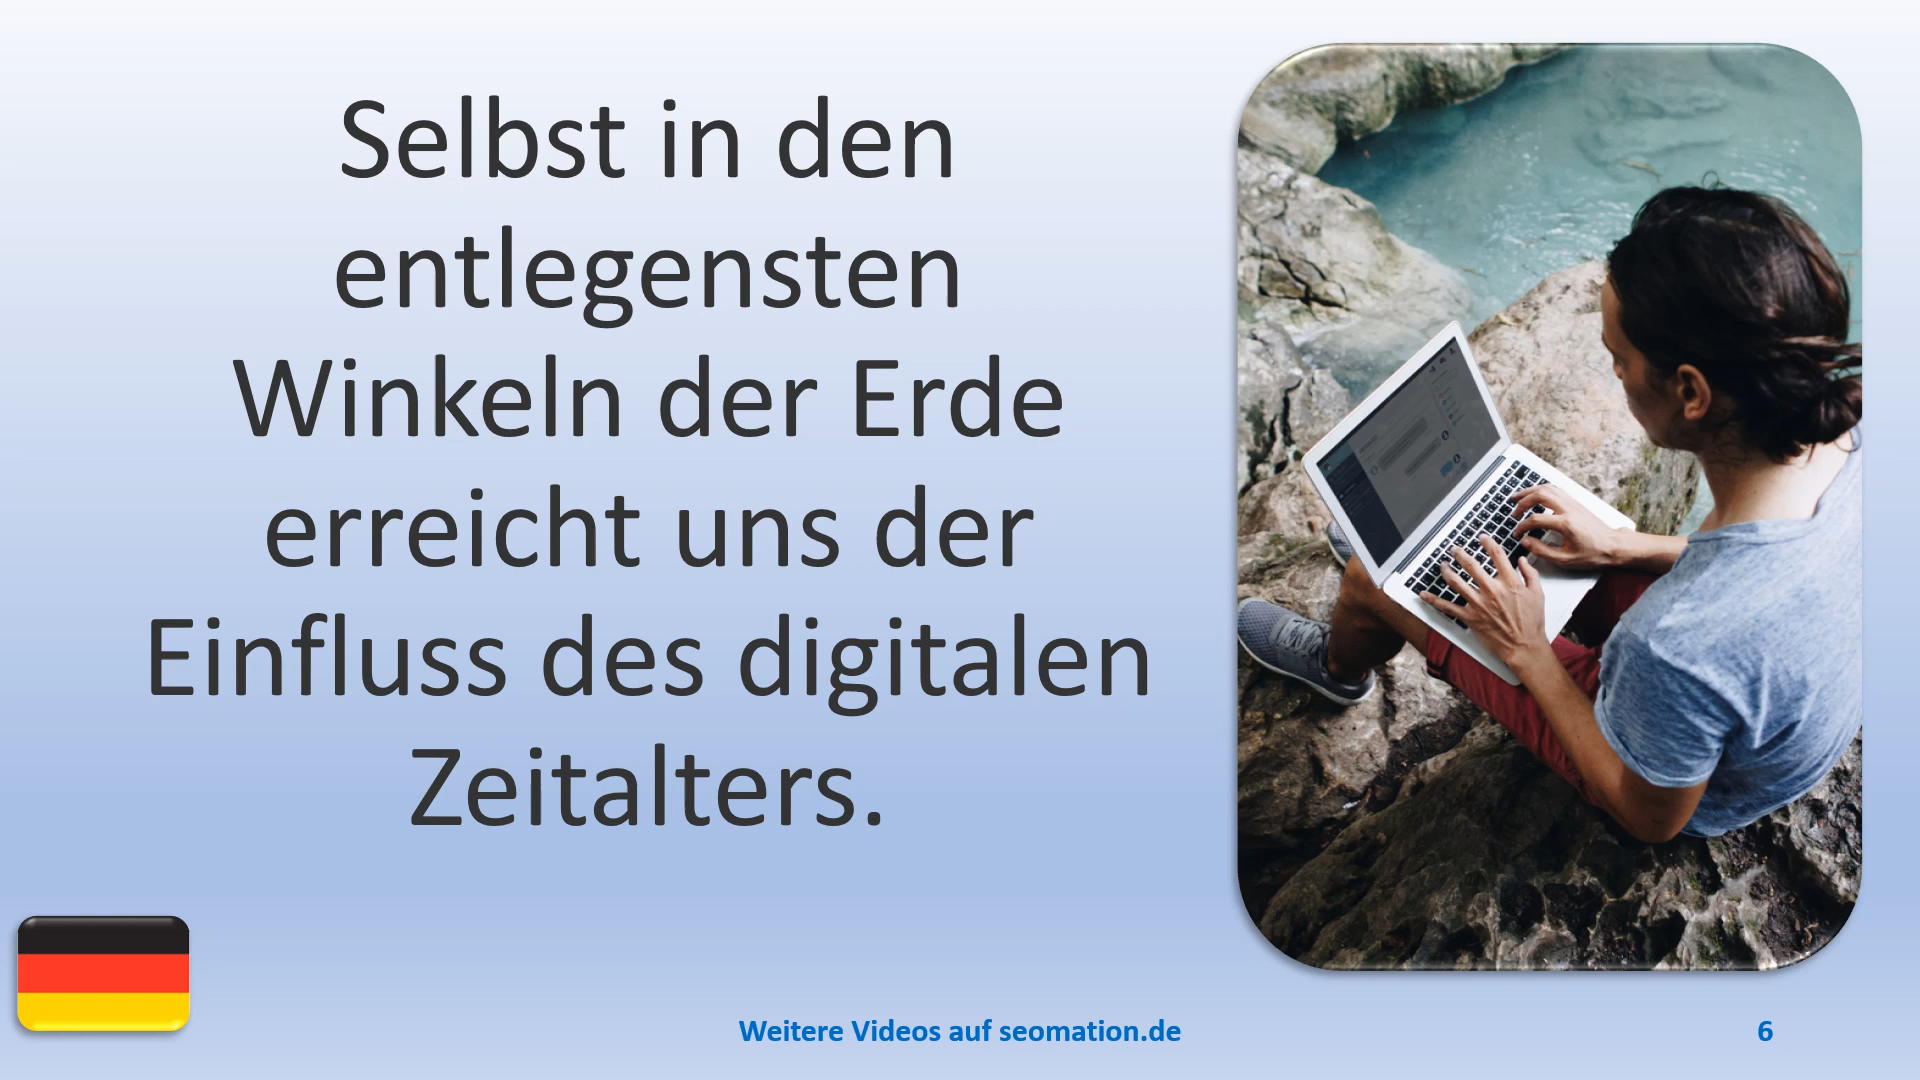 Selbst in den
entlegensten
Winkeln der Erde
erreicht uns der
Einfluss des digitalen
Zeitalters.
Weitere Videos auf seomation.de
6